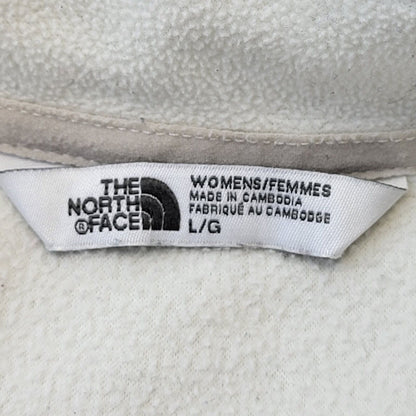 THE
NORTH
®FACE
WOMENS/FEMMES
MADE IN CAMBODIA
FABRIQUÉ AU CAMBODGE
L/G